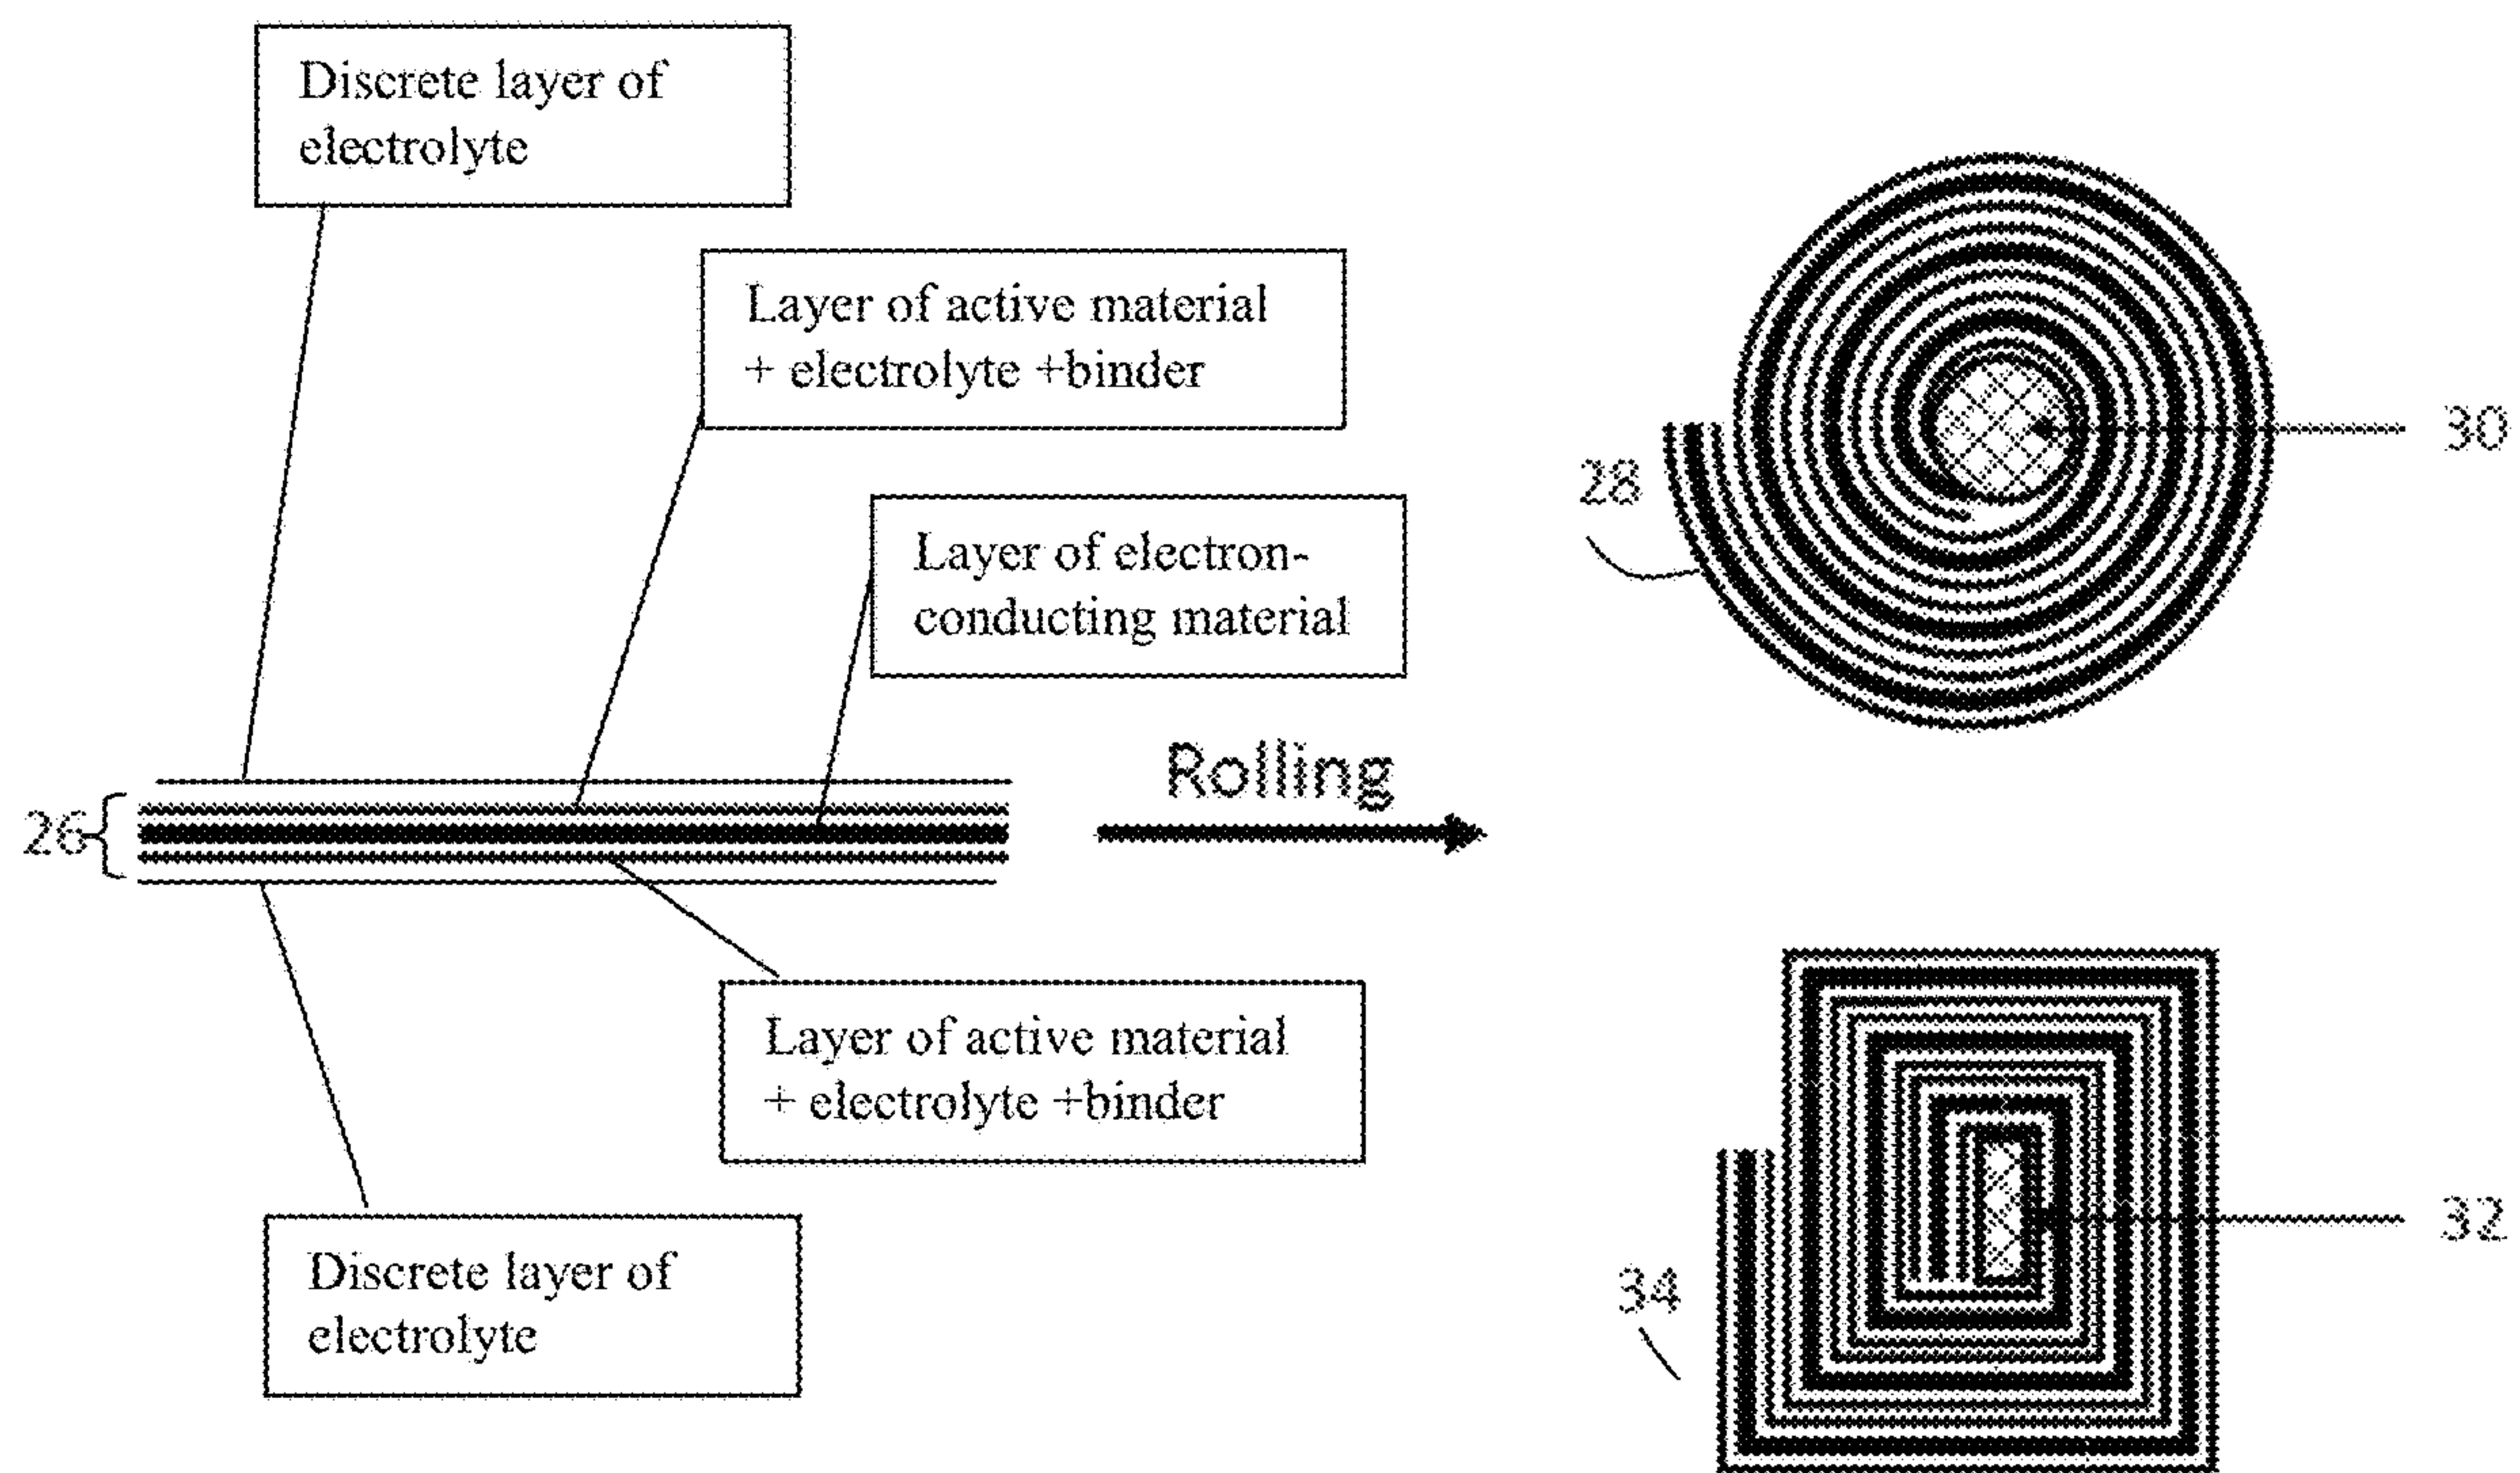 Discrete layer of
electrolyte
Layer of active material
+ electrolyte +binder
Layer of electron-
conducting material
Rolling
26
28
30
Layer of active material
+ electrolyte +binder
Discrete layer of
electrolyte
32
34